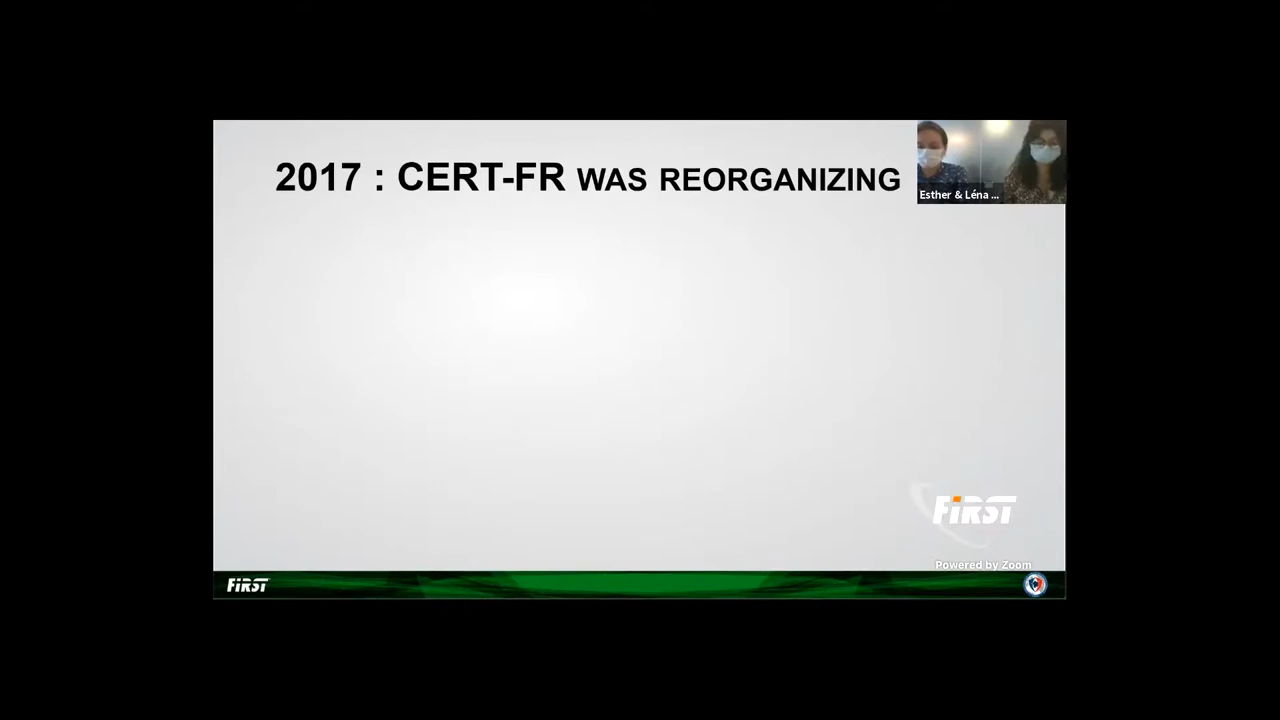 2017 : CERT-FR WAS REORGANIZING
Esther & Léna ...
FiRST
Powered by Zoom
FiRST